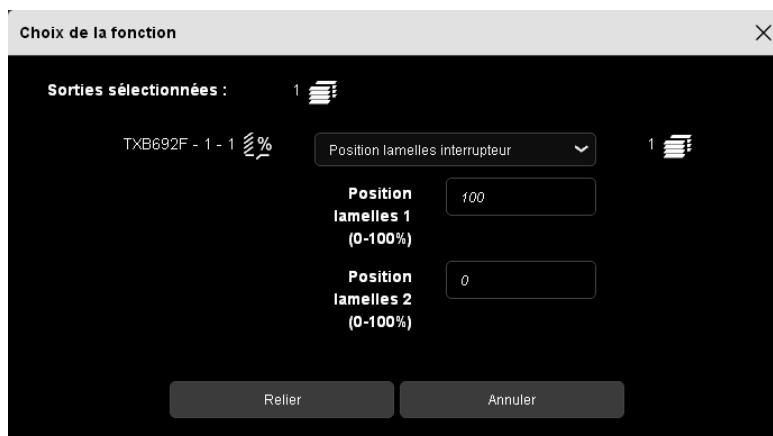 Choix de la fonction
Sorties sélectionnées : 1
TXB692F - 1 - 1 % Position lamelles interrupteur 1
Position lamelles 1 (0-100%) 100
Position lamelles 2 (0-100%) 0
Relier Annuler